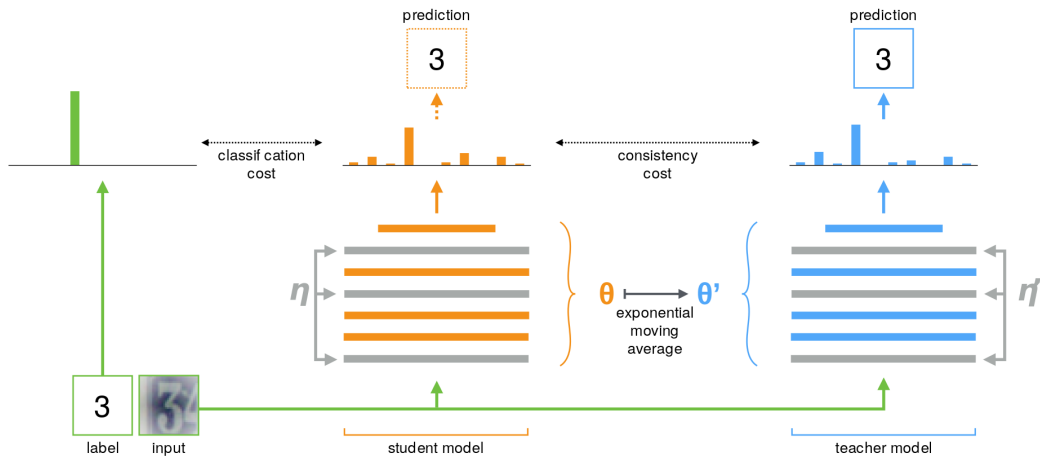 prediction
prediction
3
3
classif cation
cost
consistency
cost
η
θ
θ’
η’
exponential
moving
average
3
3
label
input
student model
teacher model